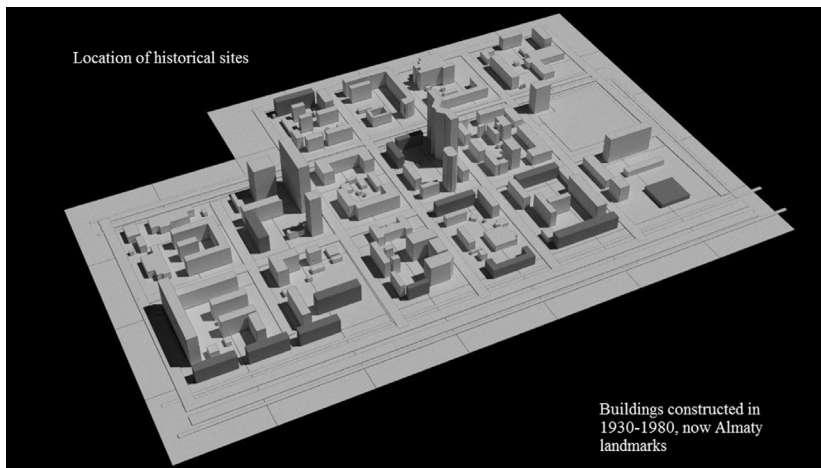 Location of historical sites
Buildings constructed in
1930-1980, now Almaty
landmarks